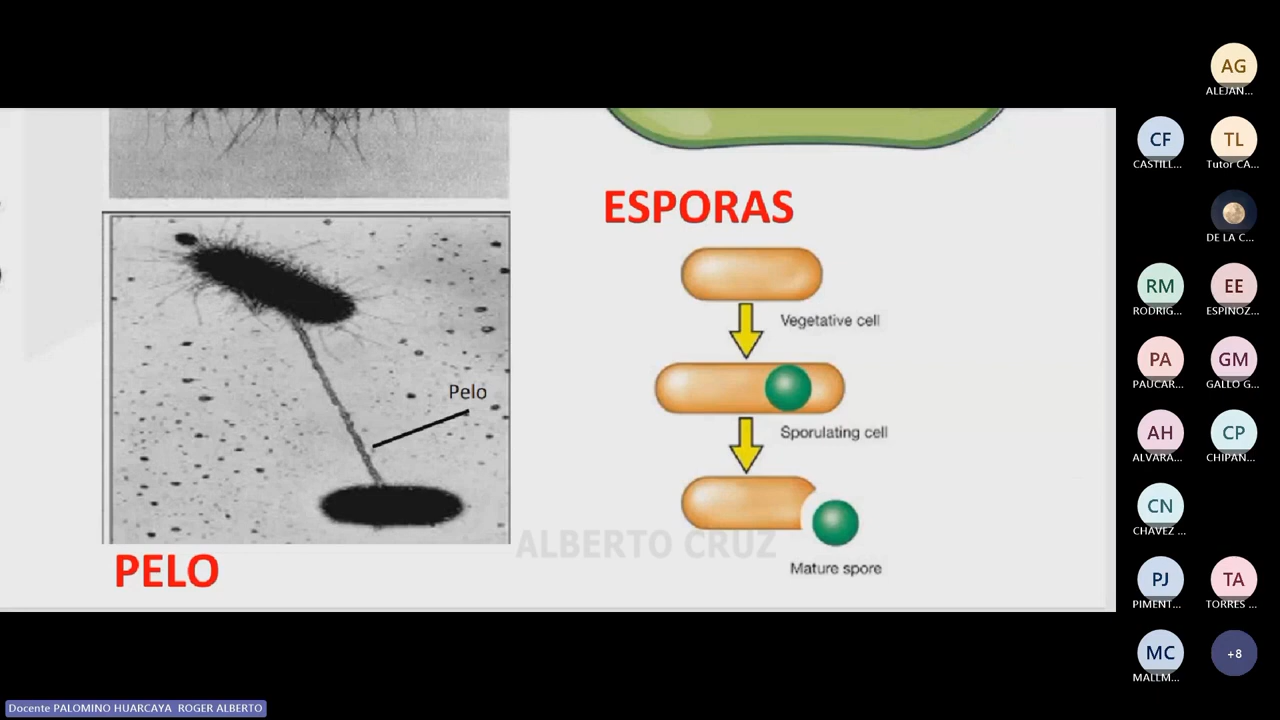 ESPORAS
Vegetative cell
Pelo
Sporulating cell
ALBERTO CRUZ
Mature spore
PELO
AG
ALEJAN...
CF
CASTILL...
TL
Tutor CA...
DE LA C...
RM
RODRIG...
EE
ESPINOZ...
PA
PAUCAR...
GM
GALLO G...
AH
ALVARA...
CP
CHIPAN...
CN
CHAVEZ ...
PJ
PIMENT...
TA
TORRES ...
MC
MALLM...
+8
Docente PALOMINO HUARCAYA ROGER ALBERTO